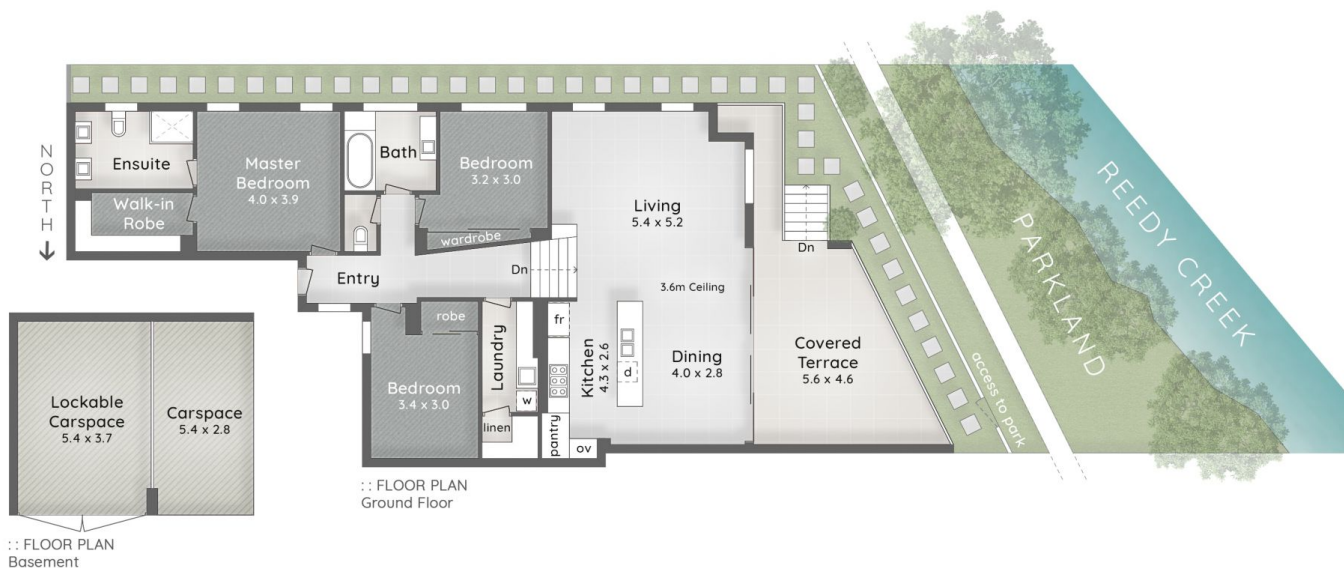 NORTH
Ensuite
Walk-in
Robe
Master
Bedroom
4.0 x 3.9
Bath
Bedroom
3.2 x 3.0
wardrobe
Entry
Dn
Living
5.4 x 5.2
3.6m Ceiling
Dn
Covered
Terrace
5.6 x 4.6
REEDY CREEK
PARKLAND
access to park
robe
Bedroom
3.4 x 3.0
Laundry
w
linen
fr
Kitchen
4.3 x 2.6
d
Dining
4.0 x 2.8
pantry
ov
:: FLOOR PLAN
Ground Floor
Lockable
Carspace
5.4 x 3.7
Carspace
5.4 x 2.8
:: FLOOR PLAN
Basement